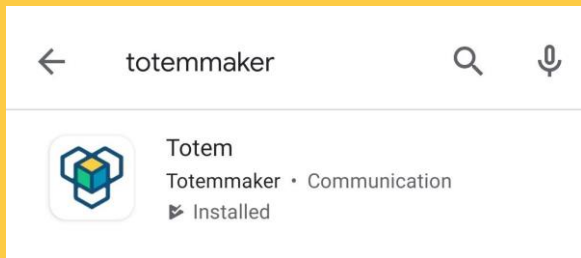 totemmaker
Totem
Totemmaker • Communication
Installed